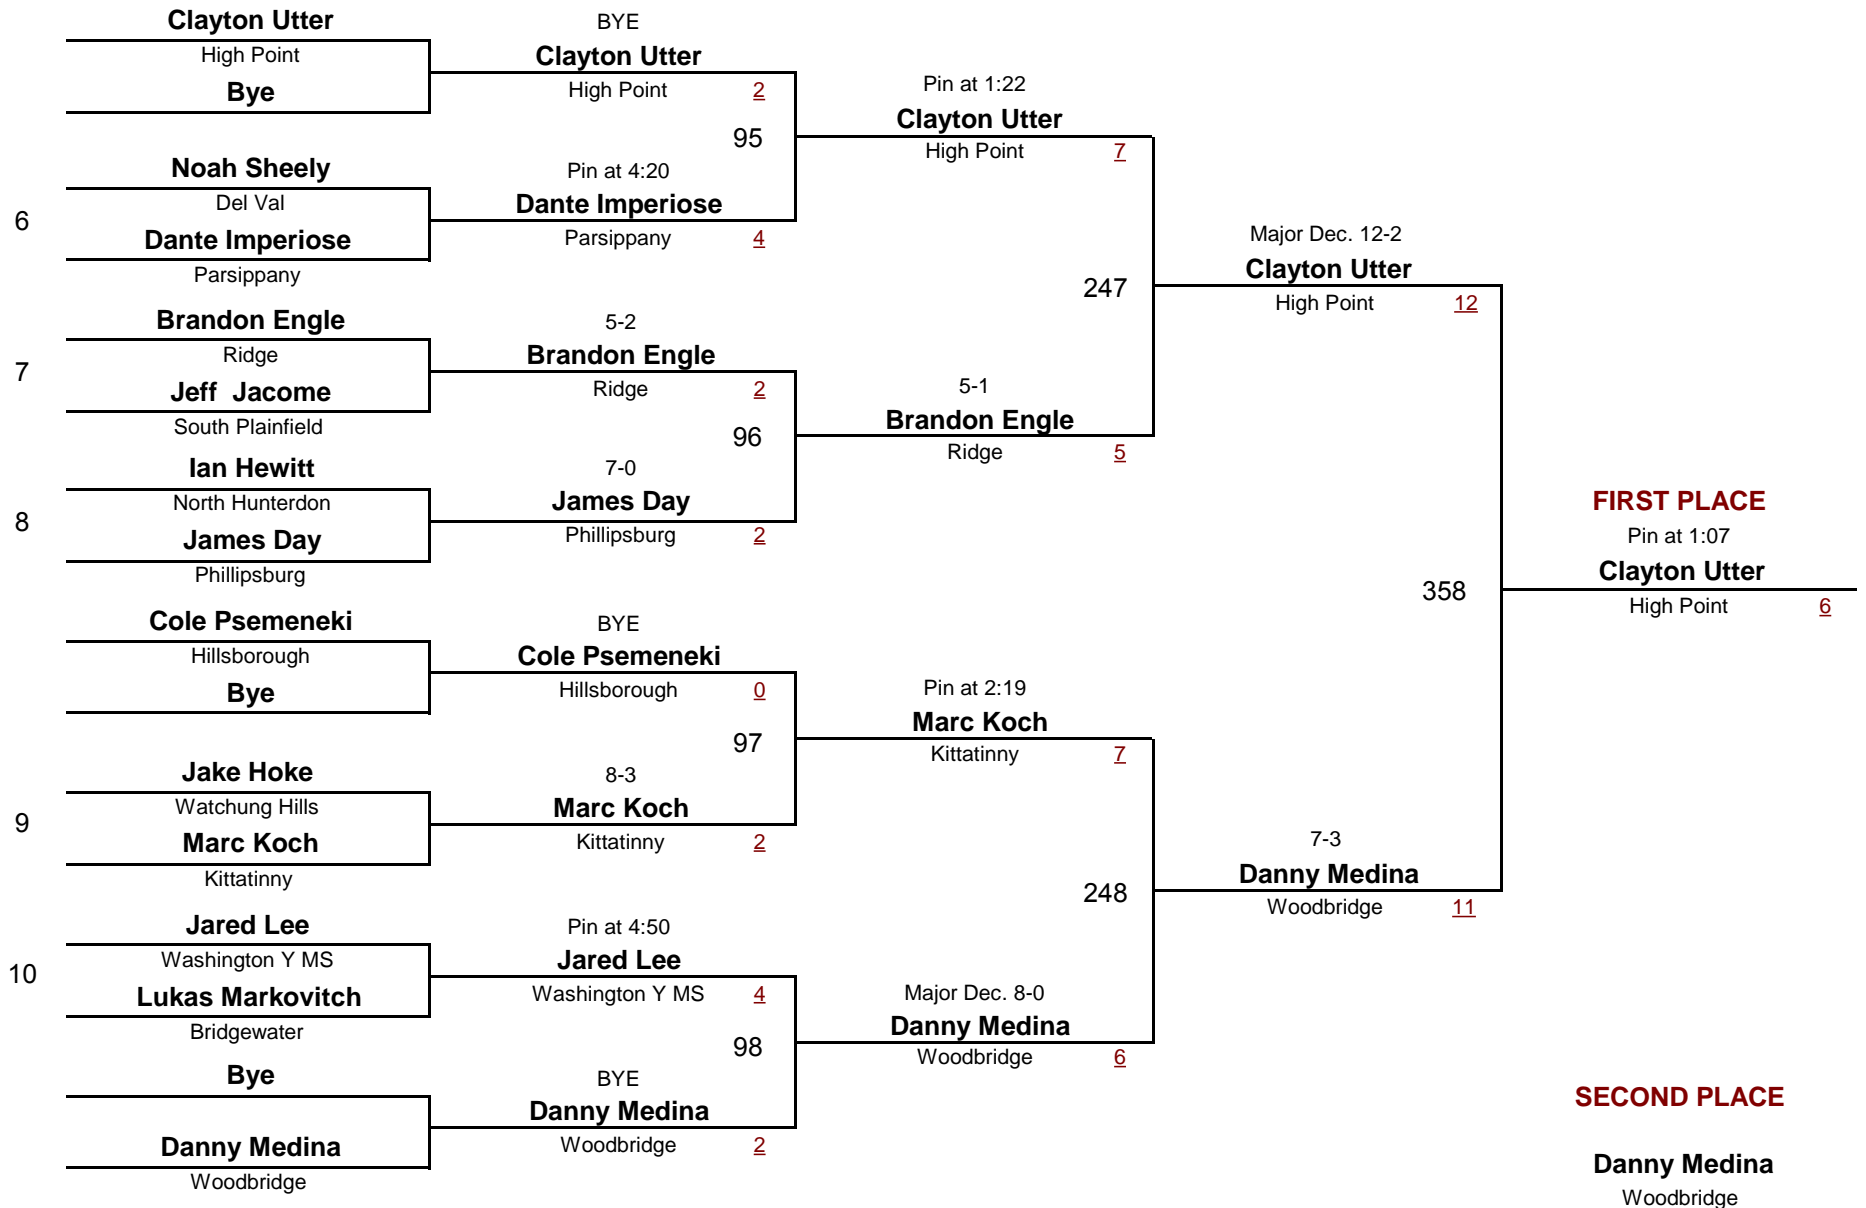 Clayton Utter
High Point
Bye
6
Noah Sheely
Del Val
Dante Imperiose
Parsippany
7
Brandon Engle
Ridge
Jeff  Jacome
South Plainfield
8
Ian Hewitt
North Hunterdon
James Day
Phillipsburg
Cole Psemeneki
Hillsborough
Bye
9
Jake Hoke
Watchung Hills
Marc Koch
Kittatinny
10
Jared Lee
Washington Y MS
Lukas Markovitch
Bridgewater
Bye
Danny Medina
Woodbridge
BYE
Clayton Utter
High Point 2
95
Pin at 4:20
Dante Imperiose
Parsippany 4
5-2
Brandon Engle
Ridge 2
96
7-0
James Day
Phillipsburg 2
BYE
Cole Psemeneki
Hillsborough 0
97
8-3
Marc Koch
Kittatinny 2
Pin at 4:50
Jared Lee
Washington Y MS 4
98
BYE
Danny Medina
Woodbridge 2
Pin at 1:22
Clayton Utter
High Point 7
247
5-1
Brandon Engle
Ridge 5
Pin at 2:19
Marc Koch
Kittatinny 7
248
Major Dec. 8-0
Danny Medina
Woodbridge 6
Major Dec. 12-2
Clayton Utter
High Point 12
358
7-3
Danny Medina
Woodbridge 11
FIRST PLACE
Pin at 1:07
Clayton Utter
High Point 6
SECOND PLACE
Danny Medina
Woodbridge